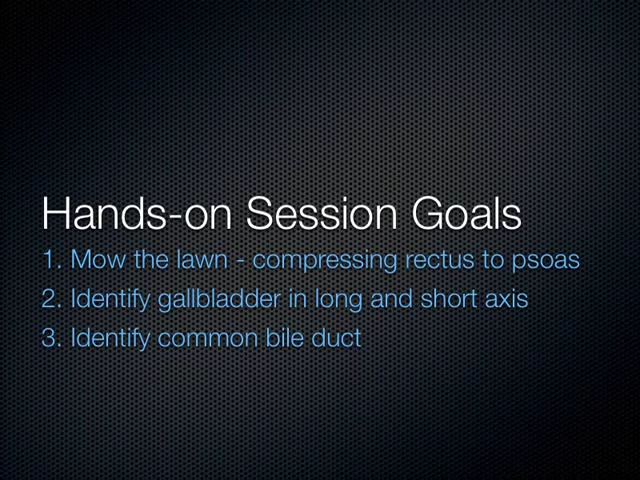 Hands-on Session Goals
1. Mow the lawn - compressing rectus to psoas
2. Identify gallbladder in long and short axis
3. Identify common bile duct